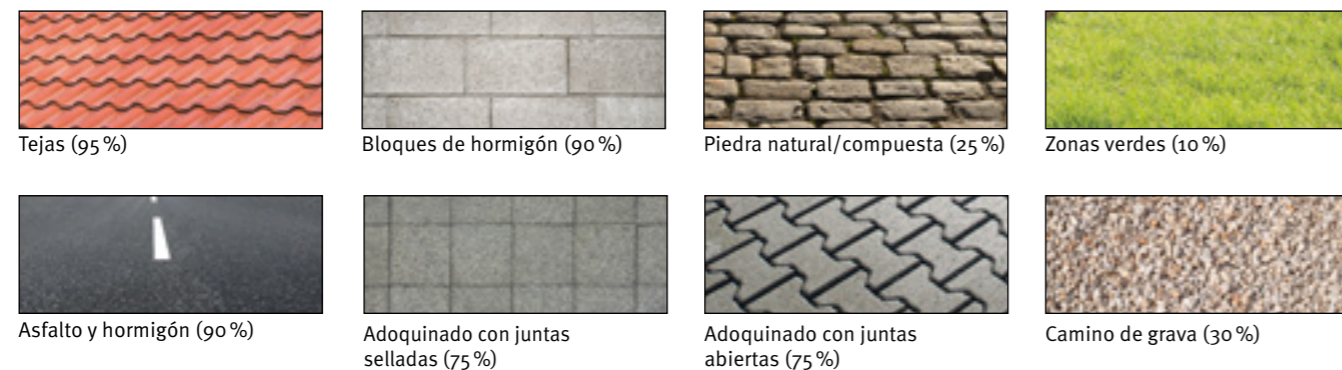 Tejas (95 %)
Bloques de hormigón (90 %)
Piedra natural/compuesta (25 %)
Zonas verdes (10 %)
Asfalto y hormigón (90 %)
Adoquinado con juntas
selladas (75 %)
Adoquinado con juntas
abiertas (75 %)
Camino de grava (30 %)